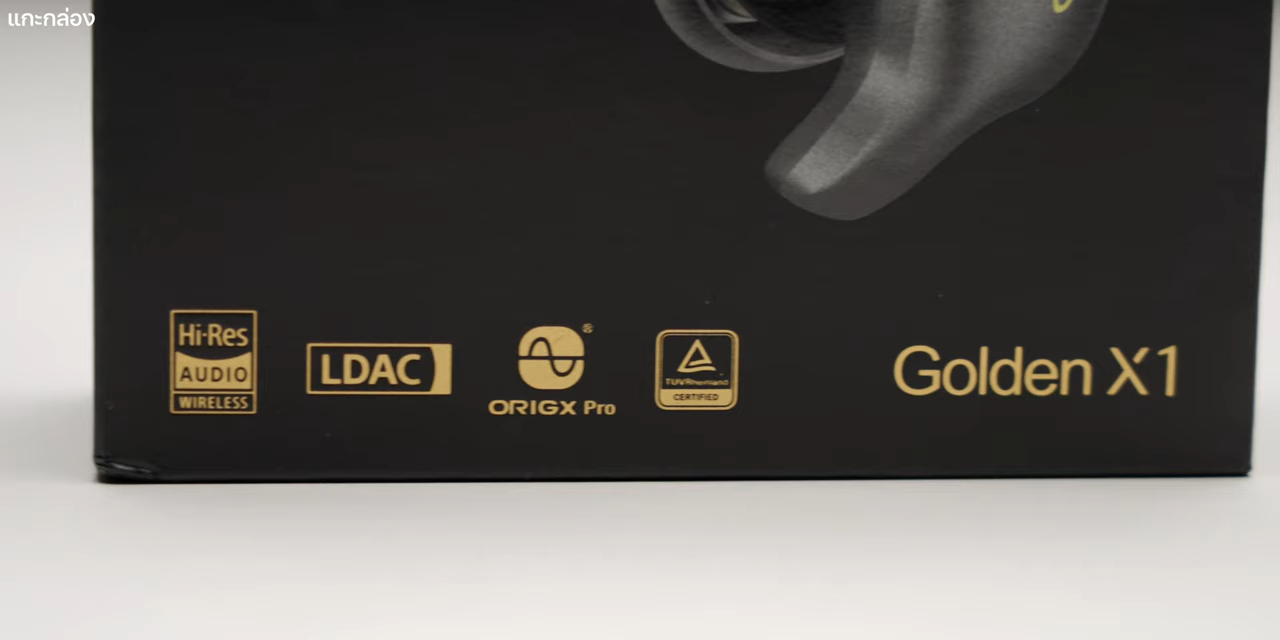 แกะกล่อง
Hi-Res
AUDIO
WIRELESS
LDAC
®
ORIGX Pro
TÜVRheinland
CERTIFIED
Golden X1